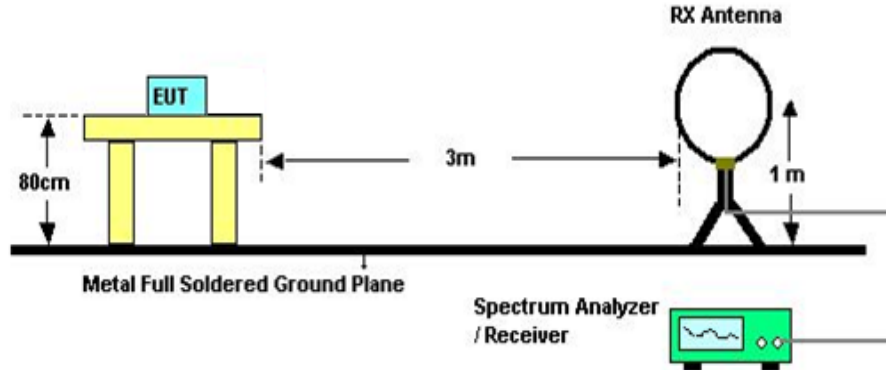 RX Antenna
EUT
80cm
3m
1 m
Metal Full Soldered Ground Plane
Spectrum Analyzer
/ Receiver